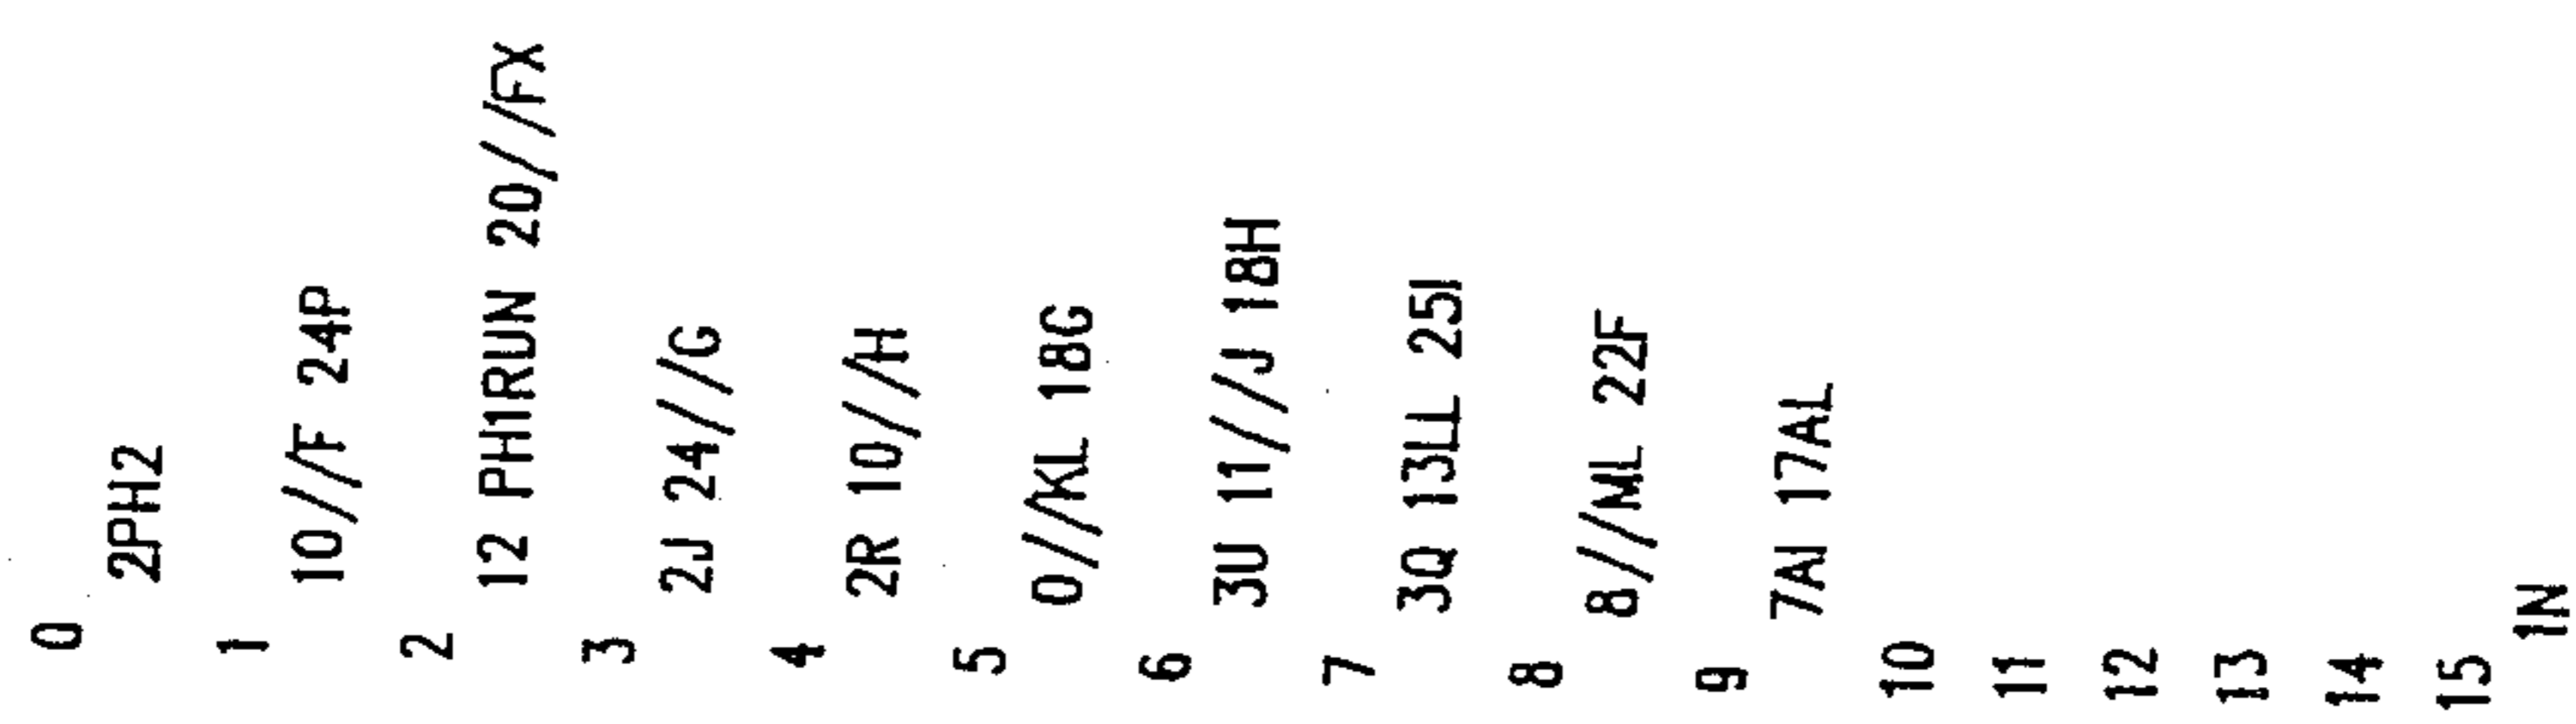 0
2PH2
1
10//F 24P
2
12 PH1RUN 20//FX
3
2J 24//G
4
2R 10//H
5
0//KL 18G
6
3U 11//J 18H
7
3Q 13LL 25I
8
8//ML 22F
9
7AI 17AL
10
11
12
13
14
15
1N